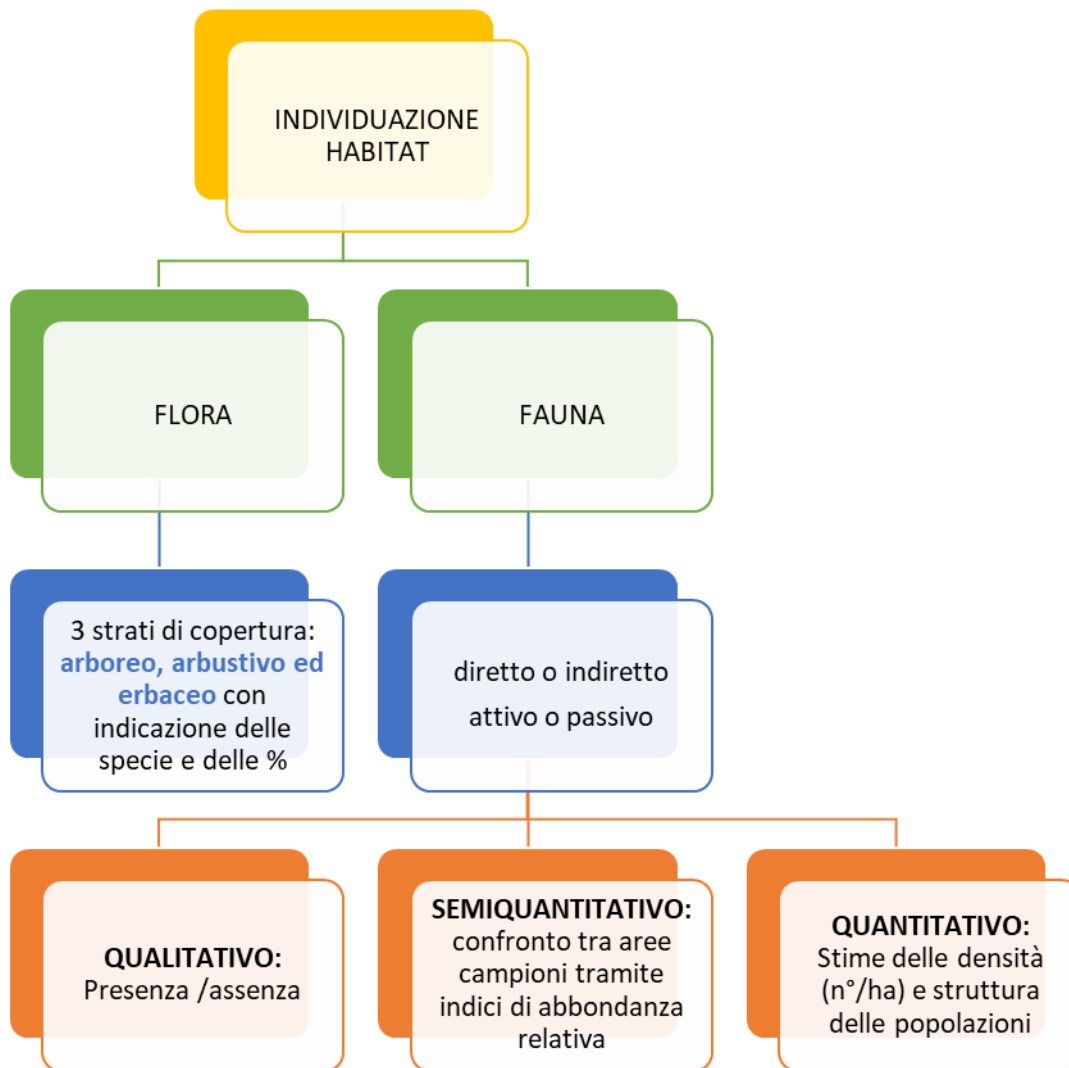 INDIVIDUAZIONE
HABITAT
FLORA
FAUNA
3 strati di copertura:
arboreo, arbustivo ed
erbaceo con
indicazione delle
specie e delle %
diretto o indiretto
attivo o passivo
QUALITATIVO:
Presenza /assenza
SEMIQUANTITATIVO:
confronto tra aree
campioni tramite
indici di abbondanza
relativa
QUANTITATIVO:
Stime delle densità
(n°/ha) e struttura
delle popolazioni